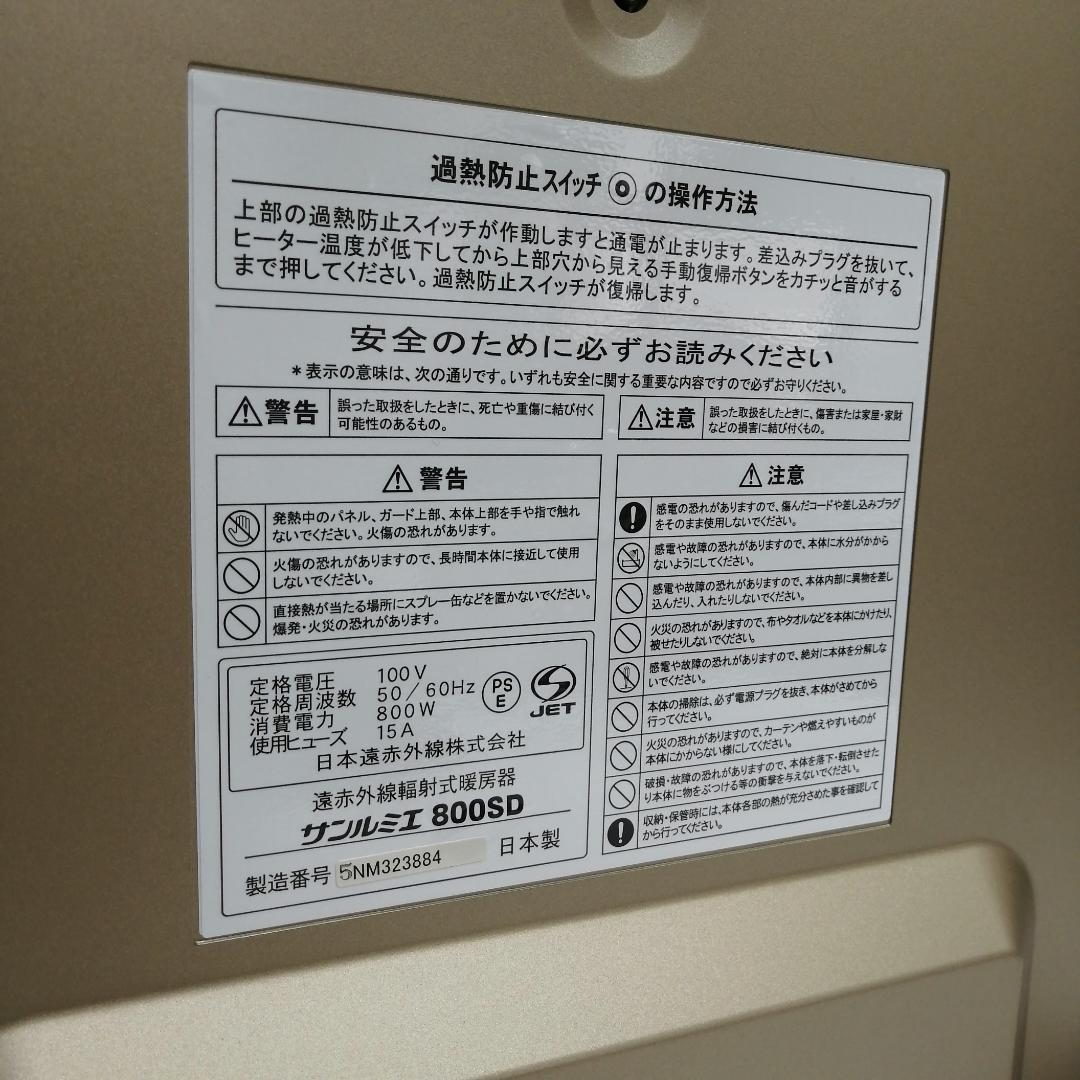 過熱防止スイッチ◎の操作方法
上部の過熱防止スイッチが作動しますと通電が止まります。差込みプラグを抜いて、
ヒーター温度が低下してから上部穴から見える手動復帰ボタンをカチッと音がする
まで押してください。過熱防止スイッチが復帰します。
安全のために必ずお読みください
*表示の意味は、次の通りです。いずれも安全に関する重要な内容ですので必ずお守りください。
警告
誤った取扱をしたときに、死亡や重傷に結び付く
可能性のあるもの。
注意
誤った取扱をしたときに、傷害または家屋・家財
などの損害に結び付くもの。
警告
発熱中のパネル、ガード上部、本体上部を手や指で触れ
ないでください。火傷の恐れがあります。
火傷の恐れがありますので、長時間本体に接近して使用
しないでください。
直接熱が当たる場所にスプレー缶などを置かないでください。
爆発・火災の恐れがあります。
注意
感電の恐れがありますので、傷んだコードや差し込みプラグ
をそのまま使用しないでください。
感電や故障の恐れがありますので、本体に水分がかから
ないようにしてください。
感電や故障の恐れがありますので、本体内部に異物を差し
込んだり、入れたりしないでください。
火災の恐れがありますので、布やタオルなどを本体にかけたり、
被せたりしないでください。
感電や故障の恐れがありますので、絶対に本体を分解しな
いでください。
本体の掃除は、必ず電源プラグを抜き、本体がさめてから
行ってください。
火災の恐れがありますので、カーテンや燃えやすいものが
本体にかからない様にしてください。
破損・故障の恐れがありますので、本体を落下・転倒させた
り本体に物をぶつける等の衝撃を与えないでください。
収納・保管時には、本体各部の熱が充分さめた事を確認して
から行ってください。
定格電圧 100V
定格周波数 50/60Hz
消費電力 800W
使用ヒューズ 15A
PS
E
JET
日本遠赤外線株式会社
遠赤外線輻射式暖房器
サンルミエ 800SD
製造番号 5NM323884 日本製